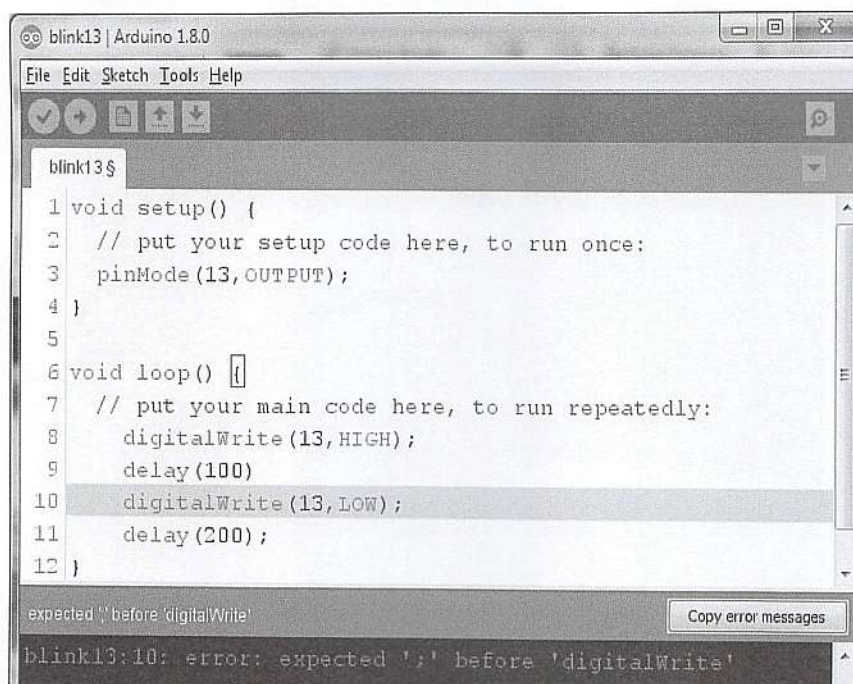 blink13 | Arduino 1.8.0
File Edit Sketch Tools Help
blink13 §
1 void setup() {
2 // put your setup code here, to run once:
3 pinMode(13,OUTPUT);
4 }
5
6 void loop() {
7 // put your main code here, to run repeatedly:
8 digitalWrite(13,HIGH);
9 delay(100)
10 digitalWrite(13,LOW);
11 delay(200);
12 }
expected ';' before 'digitalWrite'
Copy error messages
blink13:10: error: expected ';' before 'digitalWrite'